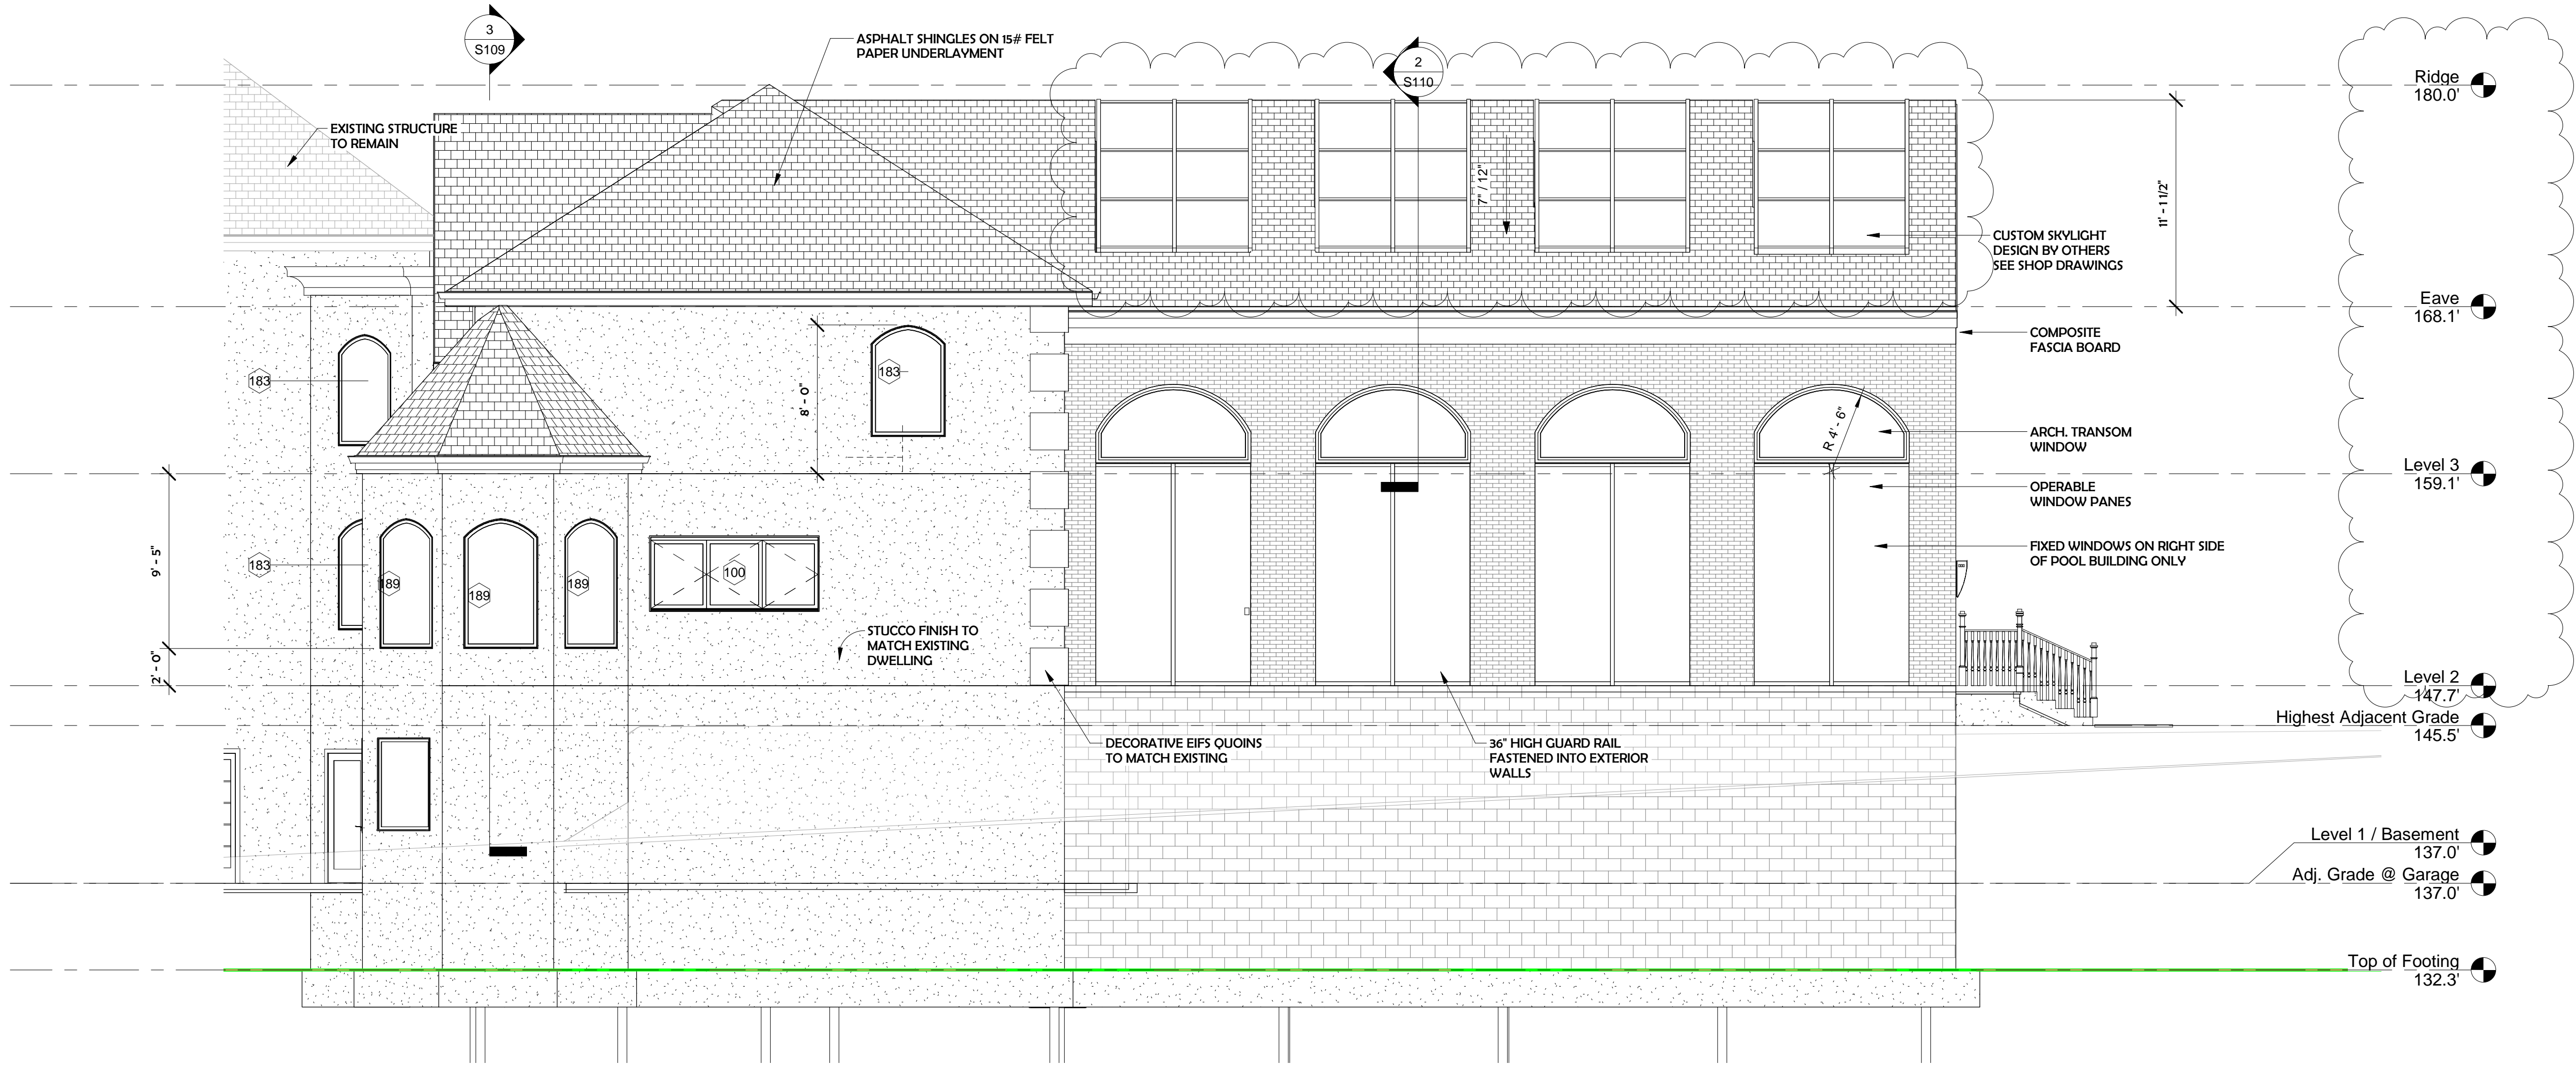 3
S109
ASPHALT SHINGLES ON 15# FELT
PAPER UNDERLAYMENT
2
S110
Ridge
180.0'
EXISTING STRUCTURE
TO REMAIN
7" / 12"
11' - 1 1/2"
CUSTOM SKYLIGHT
DESIGN BY OTHERS
SEE SHOP DRAWINGS
Eave
168.1'
COMPOSITE
FASCIA BOARD
183
183
8' - 0"
R 4' - 6"
ARCH. TRANSOM
WINDOW
Level 3
159.1'
OPERABLE
WINDOW PANES
9' - 5"
183
189
189
189
100
FIXED WINDOWS ON RIGHT SIDE
OF POOL BUILDING ONLY
STUCCO FINISH TO
MATCH EXISTING
DWELLING
2' - 0"
Level 2
147.7'
Highest Adjacent Grade
145.5'
DECORATIVE EIFS QUOINS
TO MATCH EXISTING
36" HIGH GUARD RAIL
FASTENED INTO EXTERIOR
WALLS
Level 1 / Basement
137.0'
Adj. Grade @ Garage
137.0'
Top of Footing
132.3'